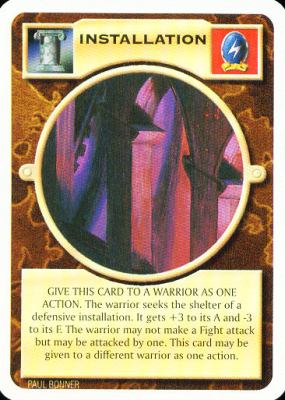 INSTALLATION
GIVE THIS CARD TO A WARRIOR AS ONE
ACTION. The warrior seeks the shelter of a
defensive installation. It gets +3 to its A and -3
to its F. The warrior may not make a Fight attack
but may be attacked by one. This card may be
given to a different warrior as one action.
PAUL BONNER